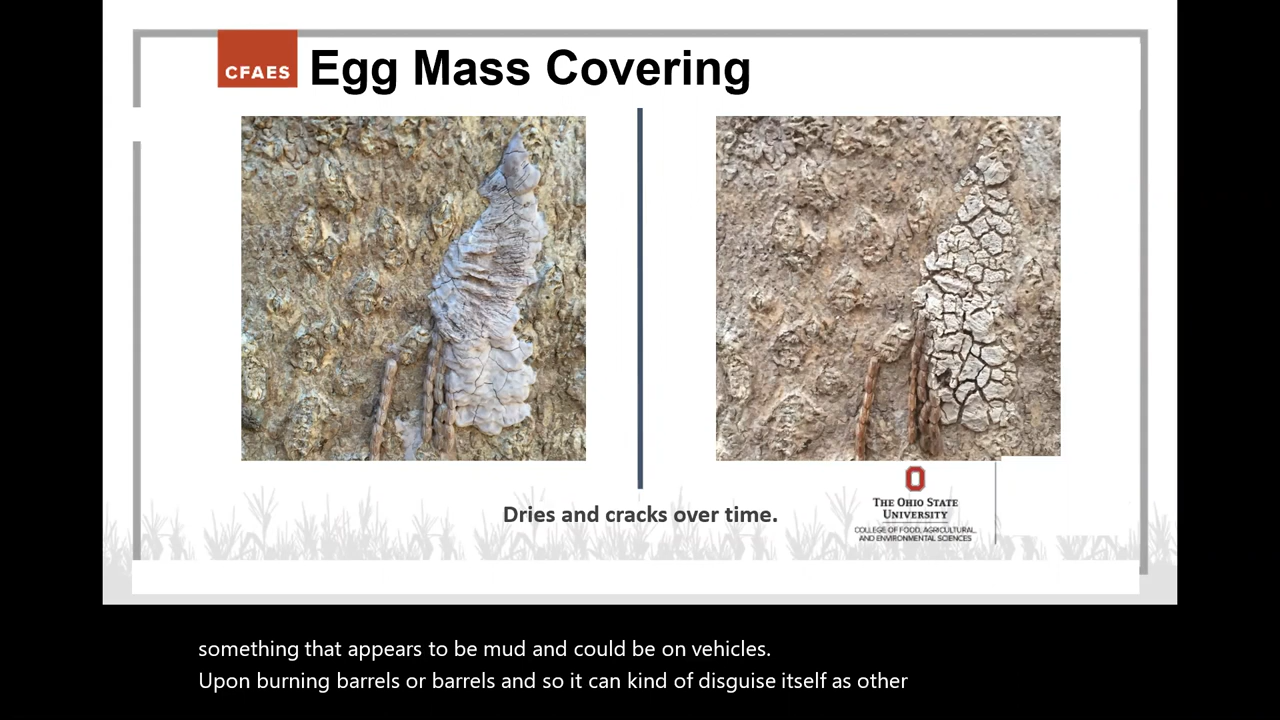 CFAES
Egg Mass Covering
Dries and cracks over time.
THE OHIO STATE
UNIVERSITY
COLLEGE OF FOOD, AGRICULTURAL,
AND ENVIRONMENTAL SCIENCES
something that appears to be mud and could be on vehicles.
Upon burning barrels or barrels and so it can kind of disguise itself as other